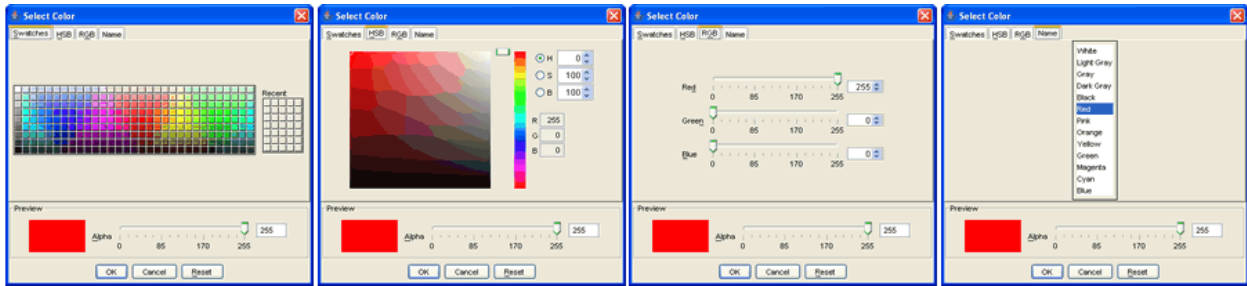 Select Color
Swatches HSB RGB Name
Recent:
Preview
Alpha
0 85 170 255
255
OK Cancel Reset
Select Color
Swatches HSB RGB Name
H 0
S 100
B 100
R 255
G 0
B 0
Preview
Alpha
0 85 170 255
255
OK Cancel Reset
Select Color
Swatches HSB RGB Name
Red 255
0 85 170 255
Green 0
0 85 170 255
Blue 0
0 85 170 255
Preview
Alpha
0 85 170 255
255
OK Cancel Reset
Select Color
Swatches HSB RGB Name
White
Light Gray
Gray
Dark Gray
Black
Red
Pink
Orange
Yellow
Green
Magenta
Cyan
Blue
Preview
Alpha
0 85 170 255
255
OK Cancel Reset